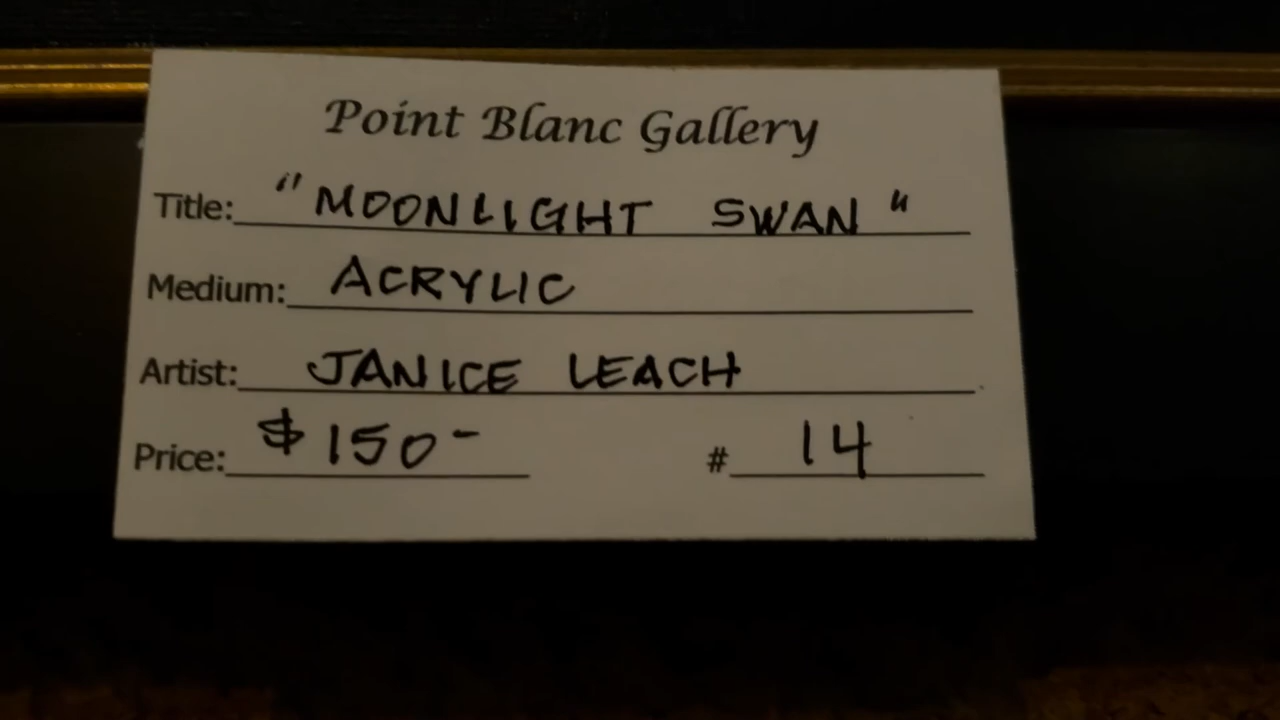 Point Blanc Gallery
Title: "MOONLIGHT SWAN"
Medium: ACRYLIC
Artist: JANICE LEACH
Price: $150- # 14